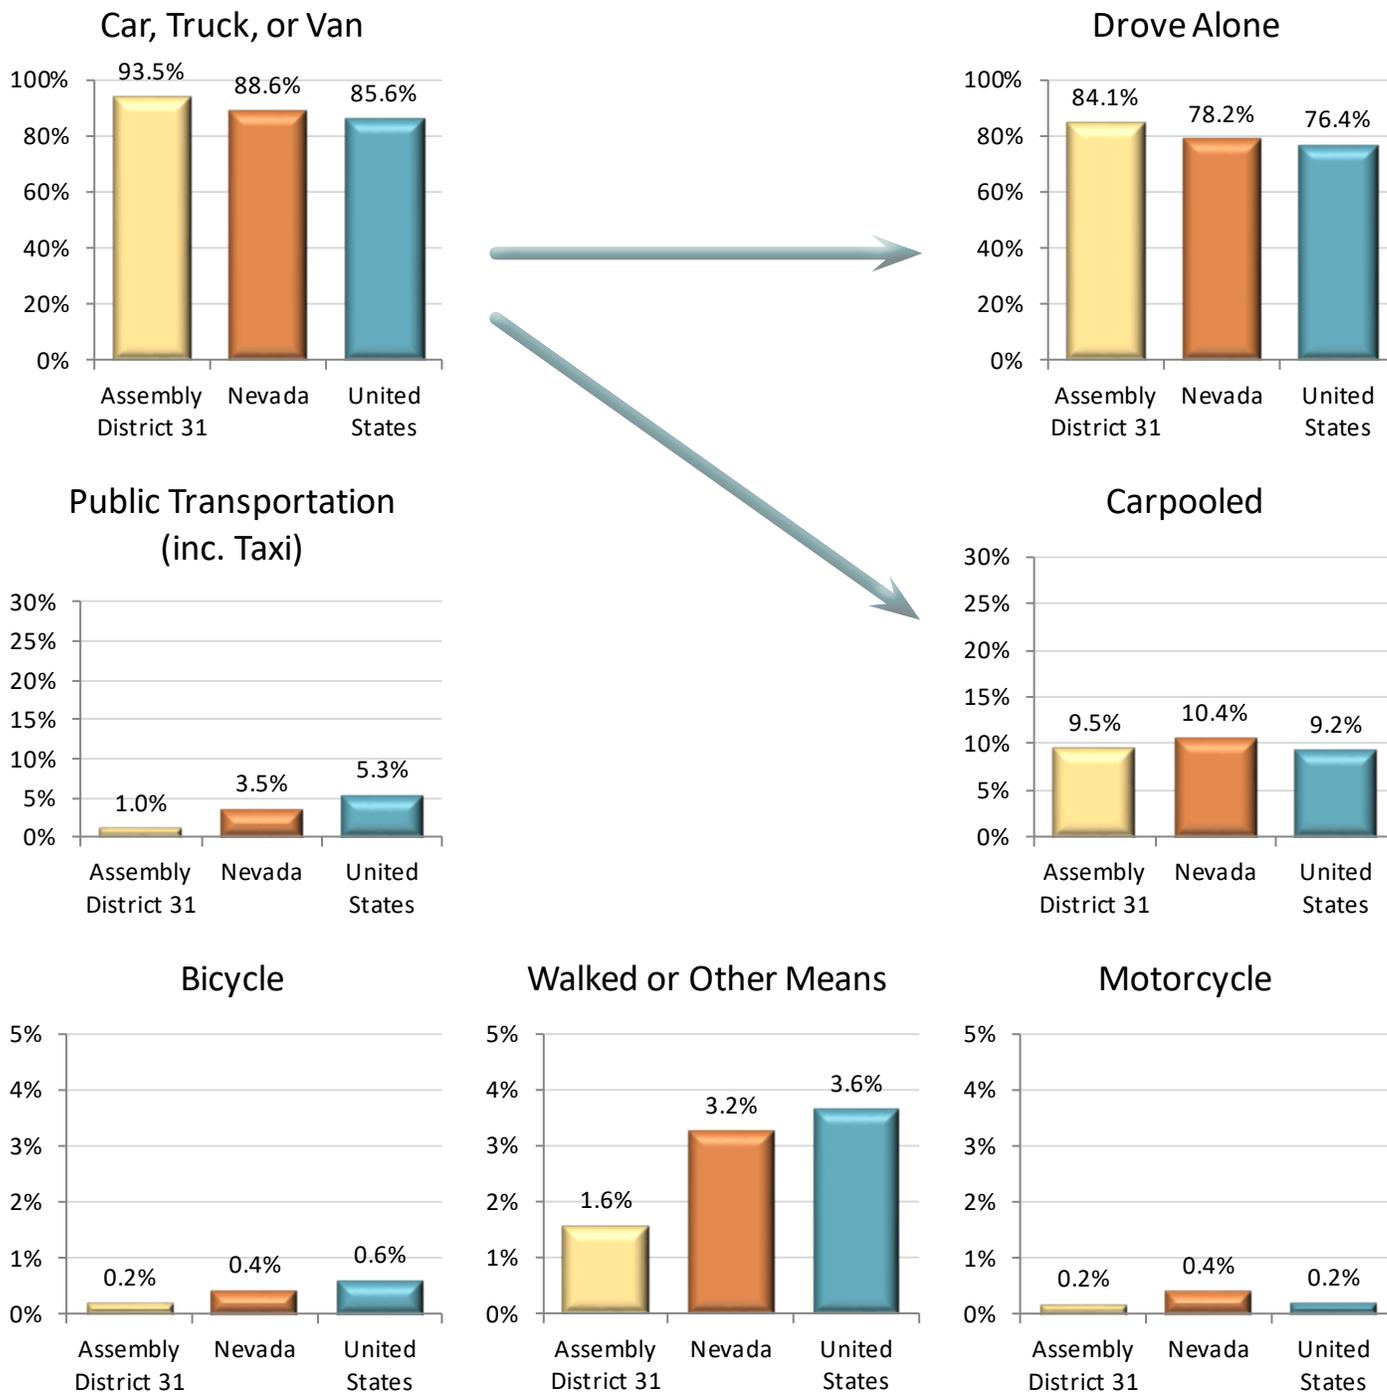 Car, Truck, or Van
100%
80%
60%
40%
20%
0%
93.5%
88.6%
85.6%
Assembly
District 31
Nevada
United
States
Drove Alone
100%
80%
60%
40%
20%
0%
84.1%
78.2%
76.4%
Assembly
District 31
Nevada
United
States
Public Transportation
(inc. Taxi)
30%
25%
20%
15%
10%
5%
0%
1.0%
3.5%
5.3%
Assembly
District 31
Nevada
United
States
Carpooled
30%
25%
20%
15%
10%
5%
0%
9.5%
10.4%
9.2%
Assembly
District 31
Nevada
United
States
Bicycle
5%
4%
3%
2%
1%
0%
0.2%
0.4%
0.6%
Assembly
District 31
Nevada
United
States
Walked or Other Means
5%
4%
3%
2%
1%
0%
1.6%
3.2%
3.6%
Assembly
District 31
Nevada
United
States
Motorcycle
5%
4%
3%
2%
1%
0%
0.2%
0.4%
0.2%
Assembly
District 31
Nevada
United
States